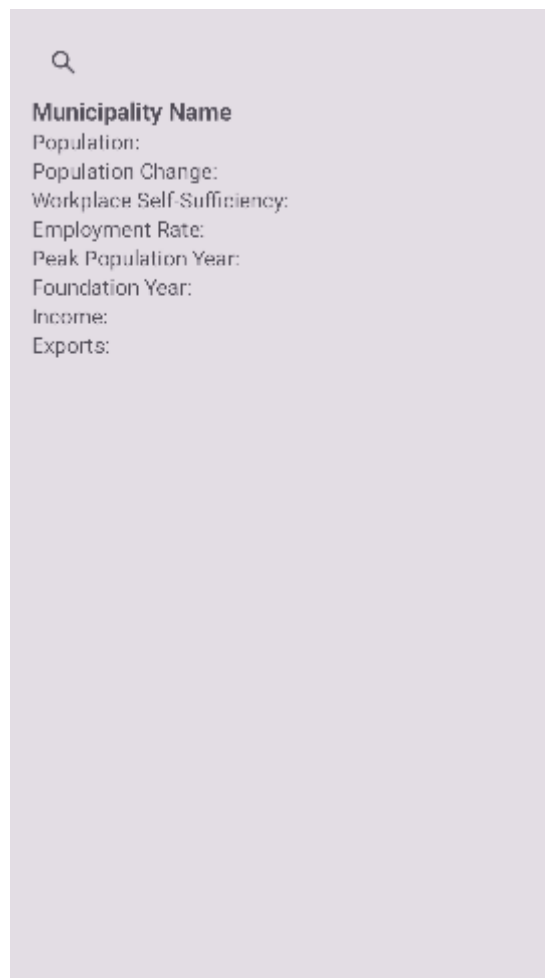 Municipality Name
Population:
Population Change:
Workplace Self-Sufficiency:
Employment Rate:
Peak Population Year:
Foundation Year:
Income:
Exports: